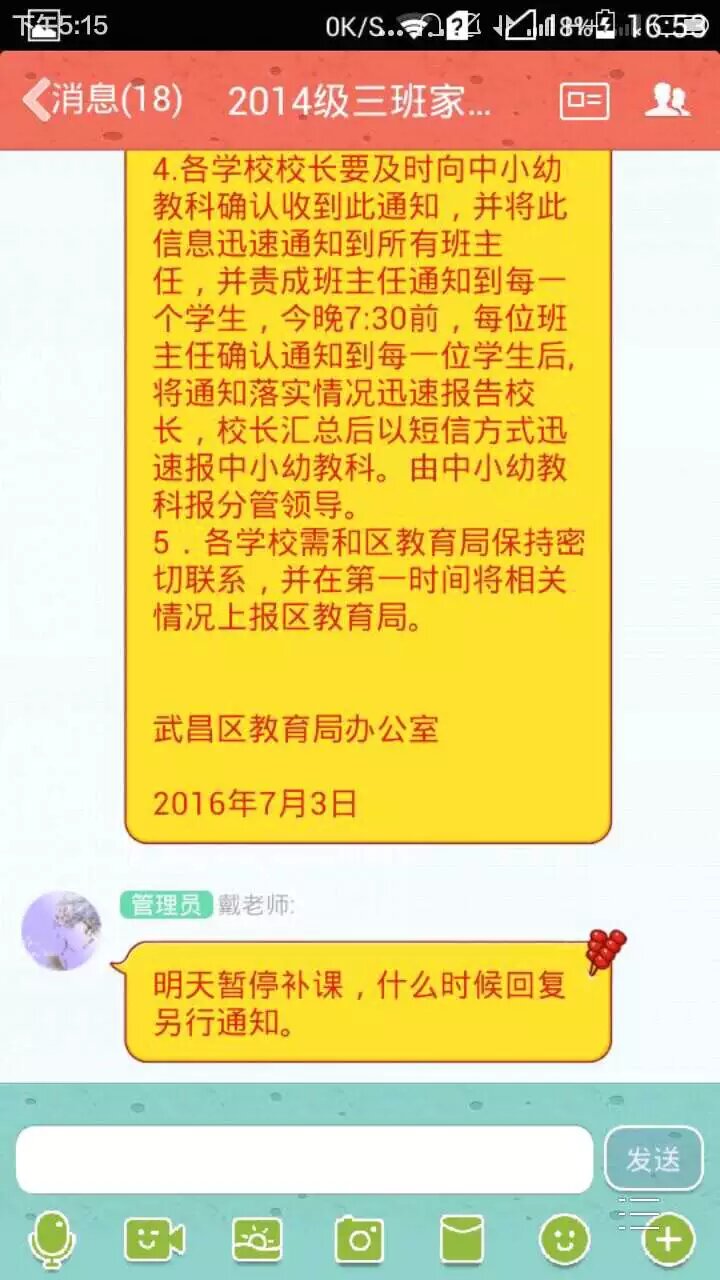 下午5:15 0K/S... 18% 16:53
消息(18) 2014级三班家...
4.各学校校长要及时向中小幼
教科确认收到此通知，并将此
信息迅速通知到所有班主
任，并责成班主任通知到每一
个学生，今晚7:30前，每位班
主任确认通知到每一位学生后,
将通知落实情况迅速报告校
长，校长汇总后以短信方式迅
速报中小幼教科。由中小幼教
科报分管领导。
5．各学校需和区教育局保持密
切联系，并在第一时间将相关
情况上报区教育局。
武昌区教育局办公室
2016年7月3日
管理员 戴老师:
明天暂停补课，什么时候回复
另行通知。
发送